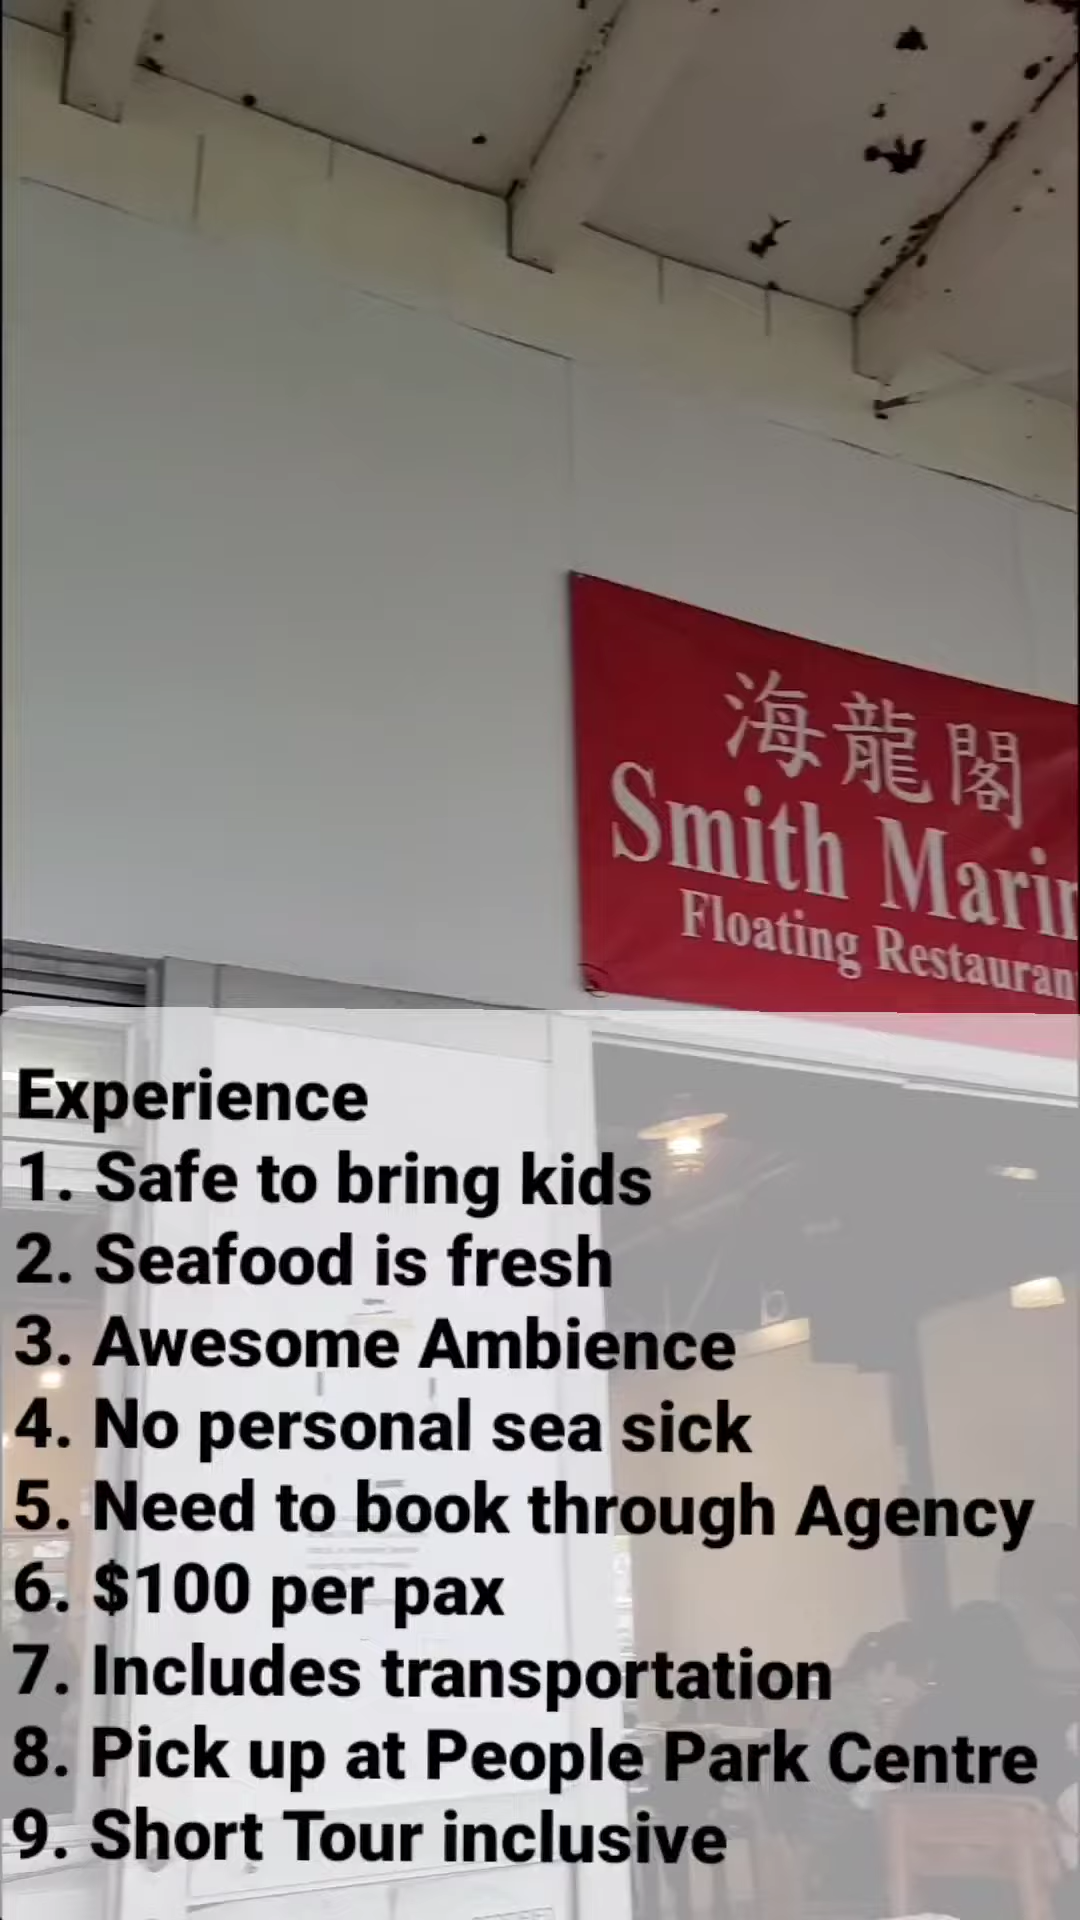 海龍閣
Smith Marin
Floating Restauran
Experience
1. Safe to bring kids
2. Seafood is fresh
3. Awesome Ambience
4. No personal sea sick
5. Need to book through Agency
6. $100 per pax
7. Includes transportation
8. Pick up at People Park Centre
9. Short Tour inclusive